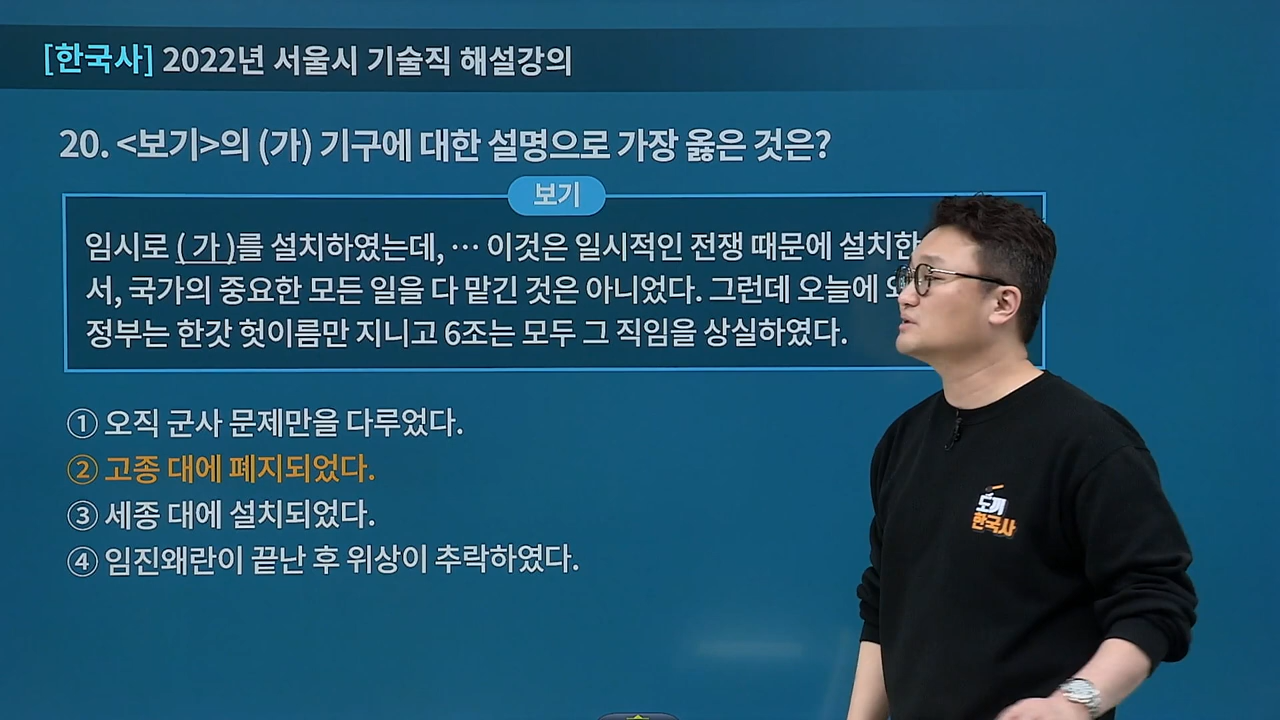 [한국사] 2022년 서울시 기술직 해설강의
20. <보기>의 (가) 기구에 대한 설명으로 가장 옳은 것은?
보기
임시로 ( 가 )를 설치하였는데, … 이것은 일시적인 전쟁 때문에 설치한
서, 국가의 중요한 모든 일을 다 맡긴 것은 아니었다. 그런데 오늘에
정부는 한갓 헛이름만 지니고 6조는 모두 그 직임을 상실하였다.
① 오직 군사 문제만을 다루었다.
② 고종 대에 폐지되었다.
③ 세종 대에 설치되었다.
④ 임진왜란이 끝난 후 위상이 추락하였다.
도끼
한국사